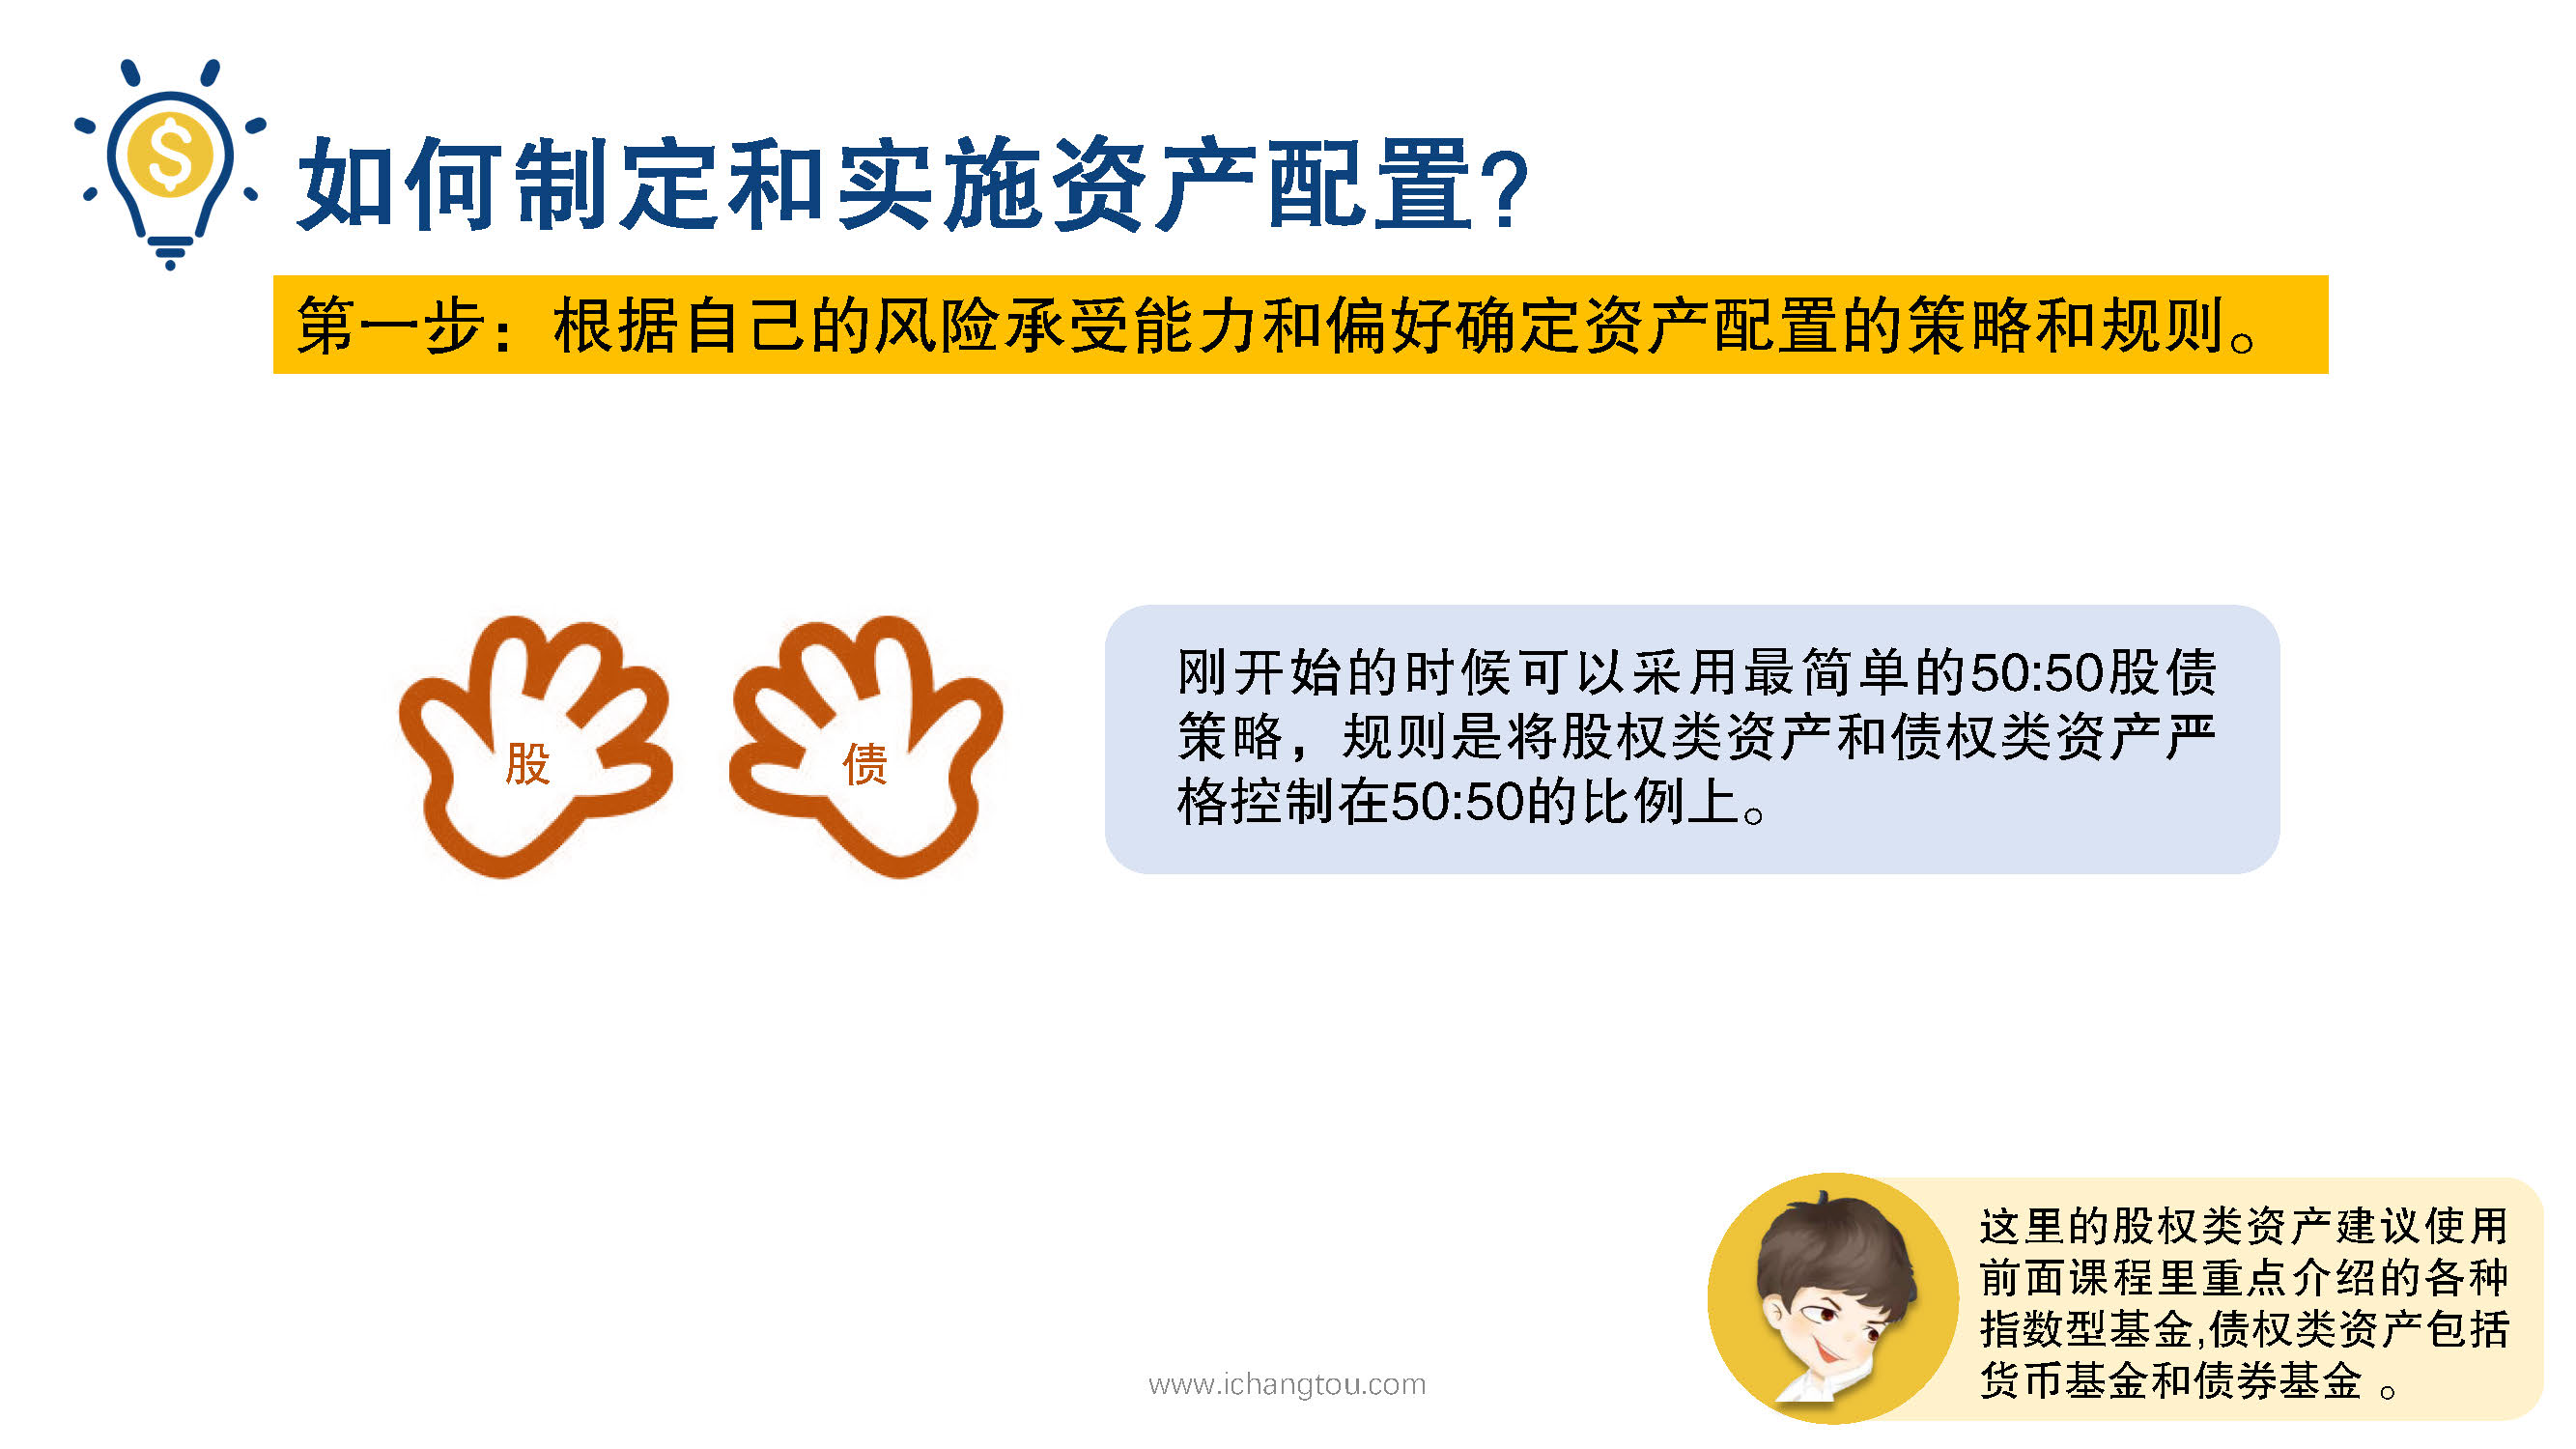 如何制定和实施资产配置?
第一步：根据自己的风险承受能力和偏好确定资产配置的策略和规则。
股
债
刚开始的时候可以采用最简单的50:50股债
策略，规则是将股权类资产和债权类资产严
格控制在50:50的比例上。
这里的股权类资产建议使用
前面课程里重点介绍的各种
指数型基金,债权类资产包括
货币基金和债券基金 。
www.ichangtou.com